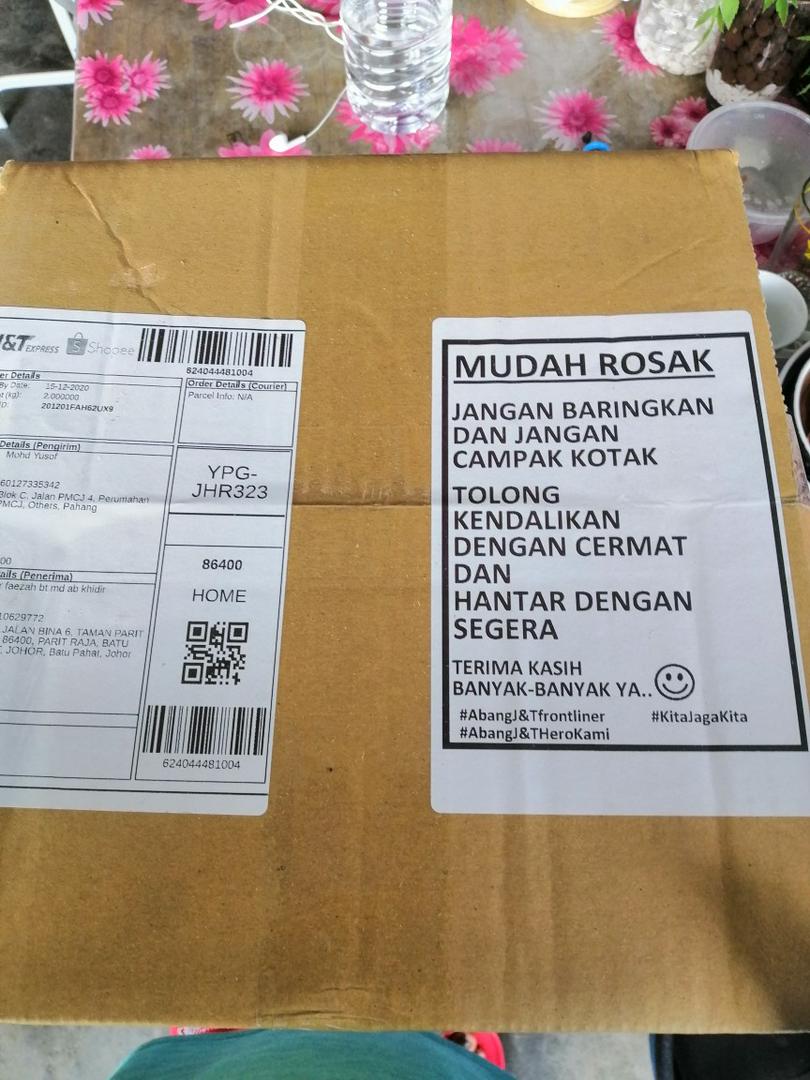 J&T EXPRESS Shopee
624044481004
Order Details (Courier)
By Date: 15-12-2020
(kg): 2.000000
ID: 201201FAH62UX9
Parcel Info: N/A
Details (Pengirim)
Mohd Yusof
60127335342
Blok C, Jalan PMCJ 4, Perumahan
PMCJ, Others, Pahang
YPG-
JHR323
00
(Penerima)
faezah bt md ab khidir
10629772
JALAN BINA 6, TAMAN PARIT
86400, PARIT RAJA, BATU
JOHOR, Batu Pahat, Johor
86400
HOME
624044481004
MUDAH ROSAK
JANGAN BARINGKAN
DAN JANGAN
CAMPAK KOTAK
TOLONG
KENDALIKAN
DENGAN CERMAT
DAN
HANTAR DENGAN
SEGERA
TERIMA KASIH
BANYAK-BANYAK YA..
#AbangJ&Tfrontliner #KitaJagaKita
#AbangJ&THeroKami